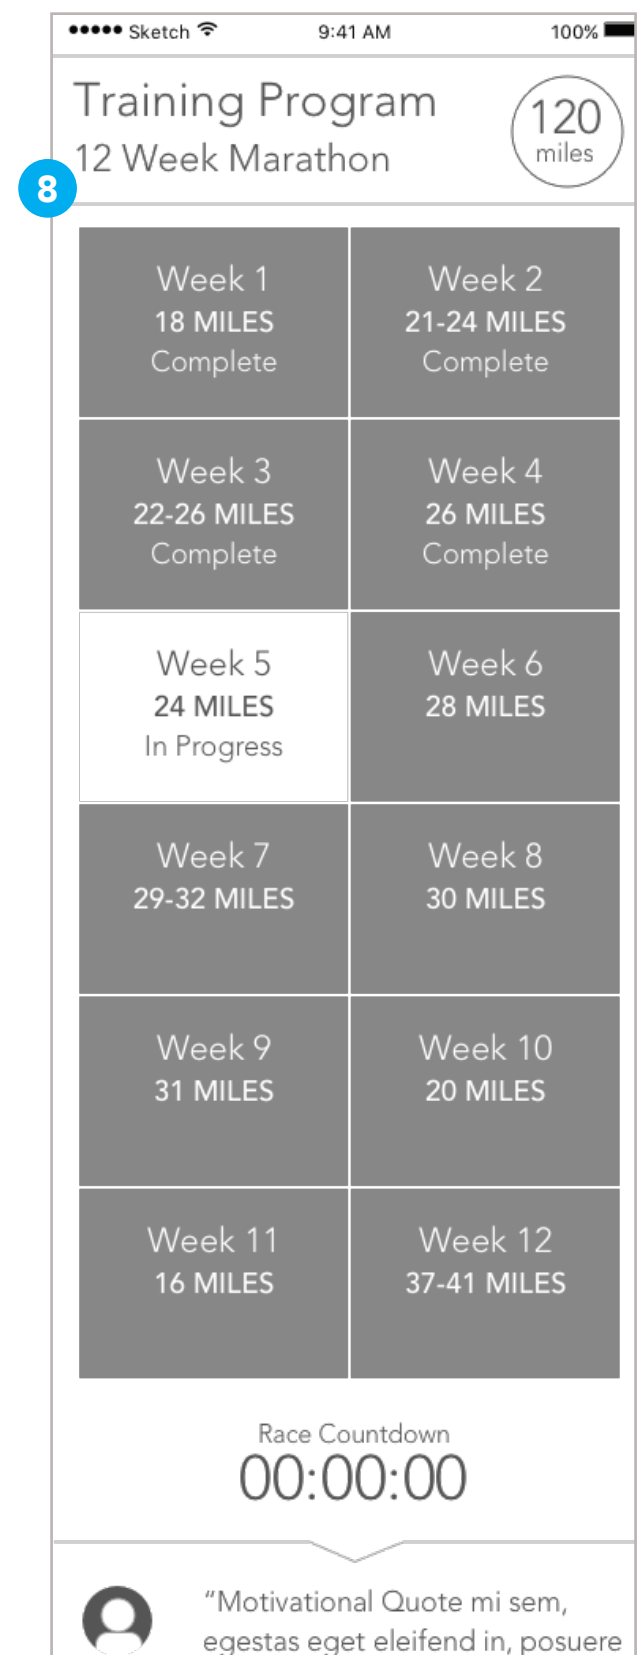 Sketch 9:41 AM 100%
Training Program
12 Week Marathon
120
miles
8
Week 1
18 MILES
Complete
Week 2
21-24 MILES
Complete
Week 3
22-26 MILES
Complete
Week 4
26 MILES
Complete
Week 5
24 MILES
In Progress
Week 6
28 MILES
Week 7
29-32 MILES
Week 8
30 MILES
Week 9
31 MILES
Week 10
20 MILES
Week 11
16 MILES
Week 12
37-41 MILES
Race Countdown
00:00:00
“Motivational Quote mi sem,
egestas eget eleifend in, posuere